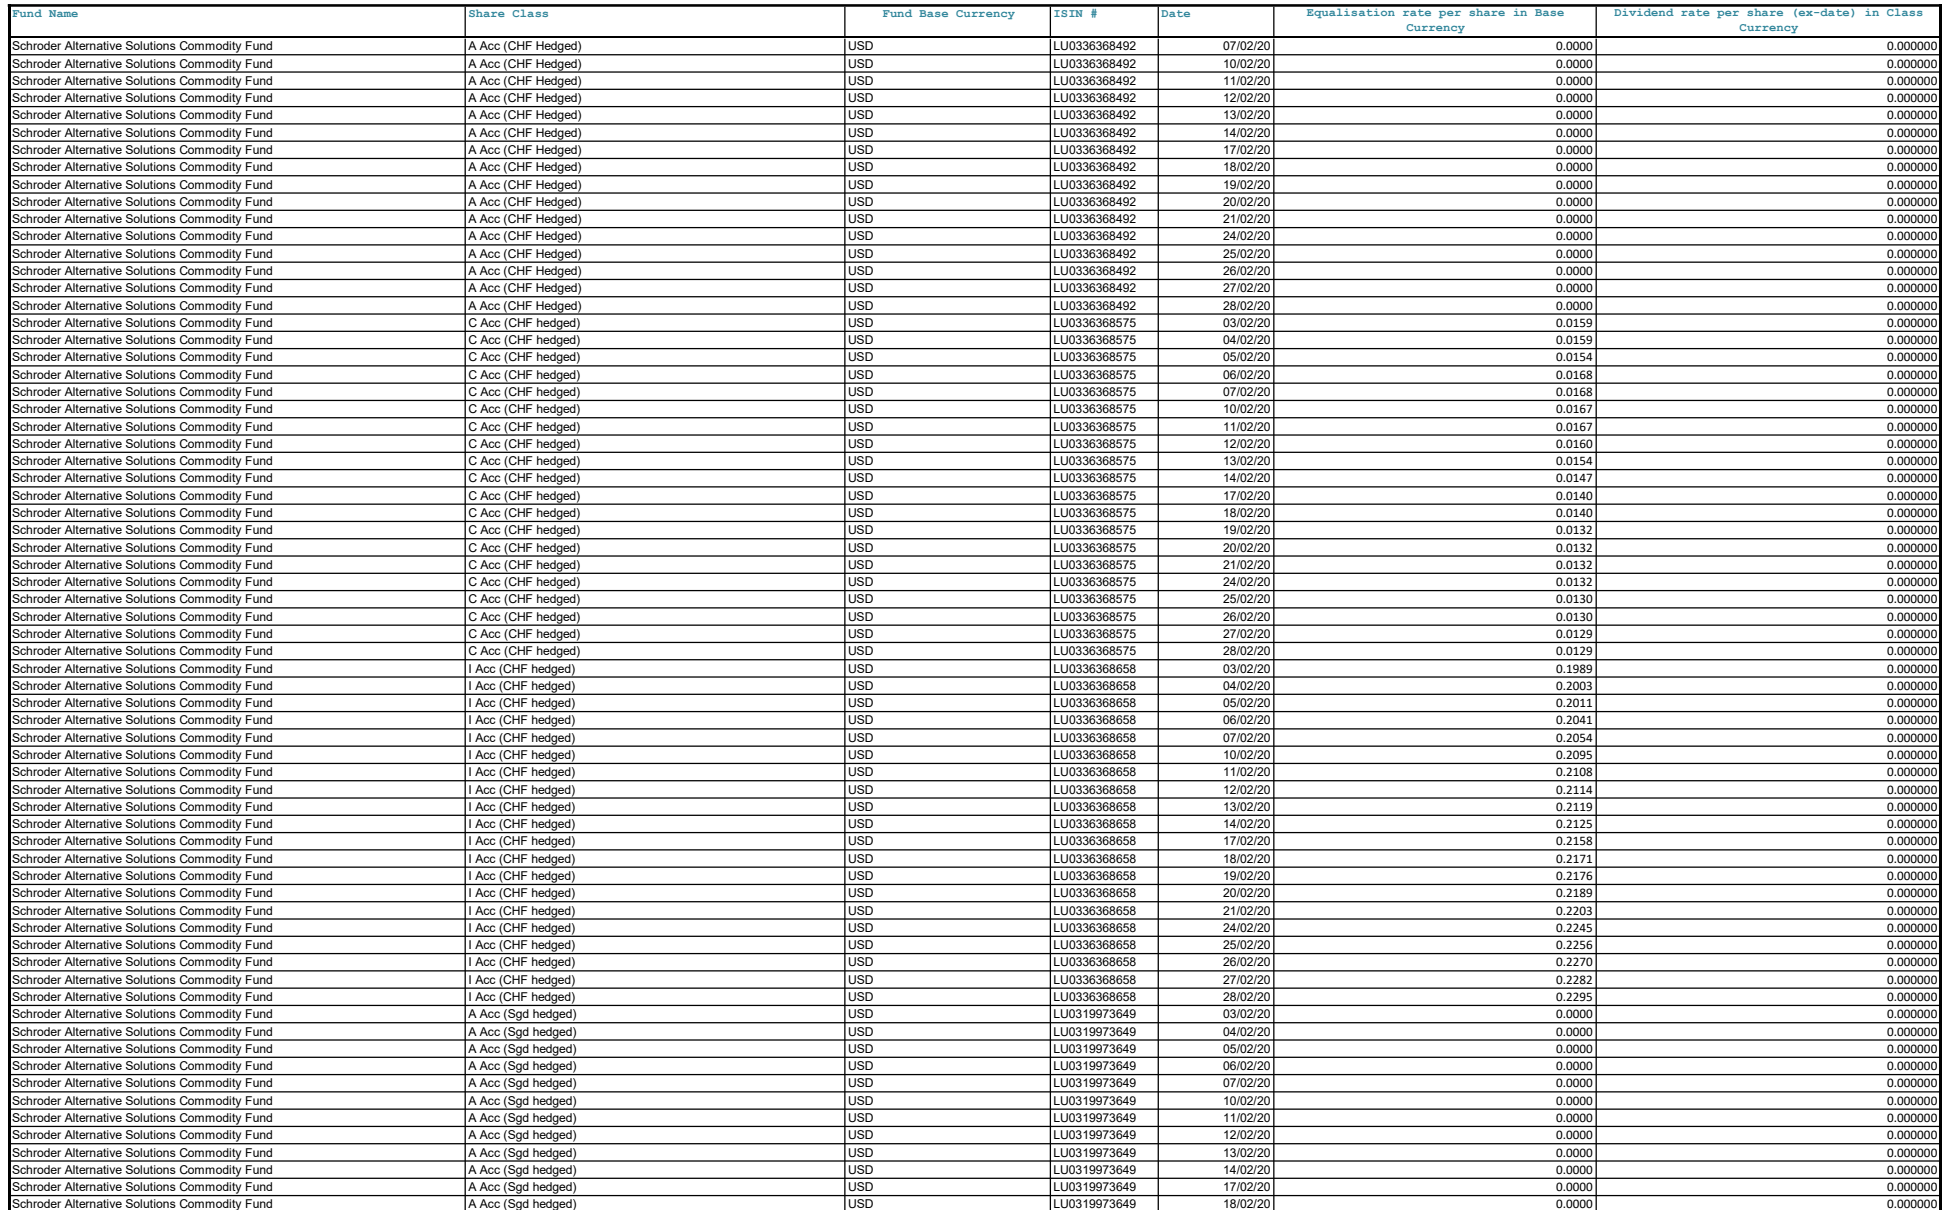 Fund Name Share Class Fund Base Currency ISIN # Date Equalisation rate per share in Base Currency Dividend rate per share (ex-date) in Class Currency
Schroder Alternative Solutions Commodity Fund A Acc (CHF Hedged) USD LU0336368492 07/02/20 0.0000 0.000000
Schroder Alternative Solutions Commodity Fund A Acc (CHF Hedged) USD LU0336368492 10/02/20 0.0000 0.000000
Schroder Alternative Solutions Commodity Fund A Acc (CHF Hedged) USD LU0336368492 11/02/20 0.0000 0.000000
Schroder Alternative Solutions Commodity Fund A Acc (CHF Hedged) USD LU0336368492 12/02/20 0.0000 0.000000
Schroder Alternative Solutions Commodity Fund A Acc (CHF Hedged) USD LU0336368492 13/02/20 0.0000 0.000000
Schroder Alternative Solutions Commodity Fund A Acc (CHF Hedged) USD LU0336368492 14/02/20 0.0000 0.000000
Schroder Alternative Solutions Commodity Fund A Acc (CHF Hedged) USD LU0336368492 17/02/20 0.0000 0.000000
Schroder Alternative Solutions Commodity Fund A Acc (CHF Hedged) USD LU0336368492 18/02/20 0.0000 0.000000
Schroder Alternative Solutions Commodity Fund A Acc (CHF Hedged) USD LU0336368492 19/02/20 0.0000 0.000000
Schroder Alternative Solutions Commodity Fund A Acc (CHF Hedged) USD LU0336368492 20/02/20 0.0000 0.000000
Schroder Alternative Solutions Commodity Fund A Acc (CHF Hedged) USD LU0336368492 21/02/20 0.0000 0.000000
Schroder Alternative Solutions Commodity Fund A Acc (CHF Hedged) USD LU0336368492 24/02/20 0.0000 0.000000
Schroder Alternative Solutions Commodity Fund A Acc (CHF Hedged) USD LU0336368492 25/02/20 0.0000 0.000000
Schroder Alternative Solutions Commodity Fund A Acc (CHF Hedged) USD LU0336368492 26/02/20 0.0000 0.000000
Schroder Alternative Solutions Commodity Fund A Acc (CHF Hedged) USD LU0336368492 27/02/20 0.0000 0.000000
Schroder Alternative Solutions Commodity Fund A Acc (CHF Hedged) USD LU0336368492 28/02/20 0.0000 0.000000
Schroder Alternative Solutions Commodity Fund C Acc (CHF hedged) USD LU0336368575 03/02/20 0.0159 0.000000
Schroder Alternative Solutions Commodity Fund C Acc (CHF hedged) USD LU0336368575 04/02/20 0.0159 0.000000
Schroder Alternative Solutions Commodity Fund C Acc (CHF hedged) USD LU0336368575 05/02/20 0.0154 0.000000
Schroder Alternative Solutions Commodity Fund C Acc (CHF hedged) USD LU0336368575 06/02/20 0.0168 0.000000
Schroder Alternative Solutions Commodity Fund C Acc (CHF hedged) USD LU0336368575 07/02/20 0.0168 0.000000
Schroder Alternative Solutions Commodity Fund C Acc (CHF hedged) USD LU0336368575 10/02/20 0.0167 0.000000
Schroder Alternative Solutions Commodity Fund C Acc (CHF hedged) USD LU0336368575 11/02/20 0.0167 0.000000
Schroder Alternative Solutions Commodity Fund C Acc (CHF hedged) USD LU0336368575 12/02/20 0.0160 0.000000
Schroder Alternative Solutions Commodity Fund C Acc (CHF hedged) USD LU0336368575 13/02/20 0.0154 0.000000
Schroder Alternative Solutions Commodity Fund C Acc (CHF hedged) USD LU0336368575 14/02/20 0.0147 0.000000
Schroder Alternative Solutions Commodity Fund C Acc (CHF hedged) USD LU0336368575 17/02/20 0.0140 0.000000
Schroder Alternative Solutions Commodity Fund C Acc (CHF hedged) USD LU0336368575 18/02/20 0.0140 0.000000
Schroder Alternative Solutions Commodity Fund C Acc (CHF hedged) USD LU0336368575 19/02/20 0.0132 0.000000
Schroder Alternative Solutions Commodity Fund C Acc (CHF hedged) USD LU0336368575 20/02/20 0.0132 0.000000
Schroder Alternative Solutions Commodity Fund C Acc (CHF hedged) USD LU0336368575 21/02/20 0.0132 0.000000
Schroder Alternative Solutions Commodity Fund C Acc (CHF hedged) USD LU0336368575 24/02/20 0.0132 0.000000
Schroder Alternative Solutions Commodity Fund C Acc (CHF hedged) USD LU0336368575 25/02/20 0.0130 0.000000
Schroder Alternative Solutions Commodity Fund C Acc (CHF hedged) USD LU0336368575 26/02/20 0.0130 0.000000
Schroder Alternative Solutions Commodity Fund C Acc (CHF hedged) USD LU0336368575 27/02/20 0.0129 0.000000
Schroder Alternative Solutions Commodity Fund C Acc (CHF hedged) USD LU0336368575 28/02/20 0.0129 0.000000
Schroder Alternative Solutions Commodity Fund I Acc (CHF hedged) USD LU0336368658 03/02/20 0.1989 0.000000
Schroder Alternative Solutions Commodity Fund I Acc (CHF hedged) USD LU0336368658 04/02/20 0.2003 0.000000
Schroder Alternative Solutions Commodity Fund I Acc (CHF hedged) USD LU0336368658 05/02/20 0.2011 0.000000
Schroder Alternative Solutions Commodity Fund I Acc (CHF hedged) USD LU0336368658 06/02/20 0.2041 0.000000
Schroder Alternative Solutions Commodity Fund I Acc (CHF hedged) USD LU0336368658 07/02/20 0.2054 0.000000
Schroder Alternative Solutions Commodity Fund I Acc (CHF hedged) USD LU0336368658 10/02/20 0.2095 0.000000
Schroder Alternative Solutions Commodity Fund I Acc (CHF hedged) USD LU0336368658 11/02/20 0.2108 0.000000
Schroder Alternative Solutions Commodity Fund I Acc (CHF hedged) USD LU0336368658 12/02/20 0.2114 0.000000
Schroder Alternative Solutions Commodity Fund I Acc (CHF hedged) USD LU0336368658 13/02/20 0.2119 0.000000
Schroder Alternative Solutions Commodity Fund I Acc (CHF hedged) USD LU0336368658 14/02/20 0.2125 0.000000
Schroder Alternative Solutions Commodity Fund I Acc (CHF hedged) USD LU0336368658 17/02/20 0.2158 0.000000
Schroder Alternative Solutions Commodity Fund I Acc (CHF hedged) USD LU0336368658 18/02/20 0.2171 0.000000
Schroder Alternative Solutions Commodity Fund I Acc (CHF hedged) USD LU0336368658 19/02/20 0.2176 0.000000
Schroder Alternative Solutions Commodity Fund I Acc (CHF hedged) USD LU0336368658 20/02/20 0.2189 0.000000
Schroder Alternative Solutions Commodity Fund I Acc (CHF hedged) USD LU0336368658 21/02/20 0.2203 0.000000
Schroder Alternative Solutions Commodity Fund I Acc (CHF hedged) USD LU0336368658 24/02/20 0.2245 0.000000
Schroder Alternative Solutions Commodity Fund I Acc (CHF hedged) USD LU0336368658 25/02/20 0.2256 0.000000
Schroder Alternative Solutions Commodity Fund I Acc (CHF hedged) USD LU0336368658 26/02/20 0.2270 0.000000
Schroder Alternative Solutions Commodity Fund I Acc (CHF hedged) USD LU0336368658 27/02/20 0.2282 0.000000
Schroder Alternative Solutions Commodity Fund I Acc (CHF hedged) USD LU0336368658 28/02/20 0.2295 0.000000
Schroder Alternative Solutions Commodity Fund A Acc (Sgd hedged) USD LU0319973649 03/02/20 0.0000 0.000000
Schroder Alternative Solutions Commodity Fund A Acc (Sgd hedged) USD LU0319973649 04/02/20 0.0000 0.000000
Schroder Alternative Solutions Commodity Fund A Acc (Sgd hedged) USD LU0319973649 05/02/20 0.0000 0.000000
Schroder Alternative Solutions Commodity Fund A Acc (Sgd hedged) USD LU0319973649 06/02/20 0.0000 0.000000
Schroder Alternative Solutions Commodity Fund A Acc (Sgd hedged) USD LU0319973649 07/02/20 0.0000 0.000000
Schroder Alternative Solutions Commodity Fund A Acc (Sgd hedged) USD LU0319973649 10/02/20 0.0000 0.000000
Schroder Alternative Solutions Commodity Fund A Acc (Sgd hedged) USD LU0319973649 11/02/20 0.0000 0.000000
Schroder Alternative Solutions Commodity Fund A Acc (Sgd hedged) USD LU0319973649 12/02/20 0.0000 0.000000
Schroder Alternative Solutions Commodity Fund A Acc (Sgd hedged) USD LU0319973649 13/02/20 0.0000 0.000000
Schroder Alternative Solutions Commodity Fund A Acc (Sgd hedged) USD LU0319973649 14/02/20 0.0000 0.000000
Schroder Alternative Solutions Commodity Fund A Acc (Sgd hedged) USD LU0319973649 17/02/20 0.0000 0.000000
Schroder Alternative Solutions Commodity Fund A Acc (Sgd hedged) USD LU0319973649 18/02/20 0.0000 0.000000